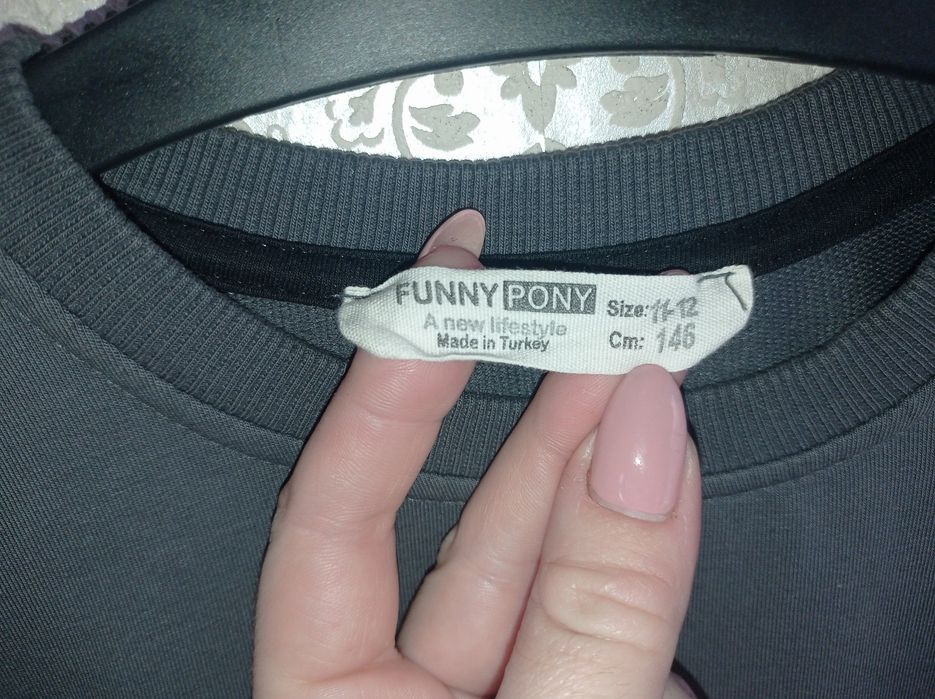 FUNNY PONY
A new lifestyle
Made in Turkey
Size: 11-12
Cm: 146